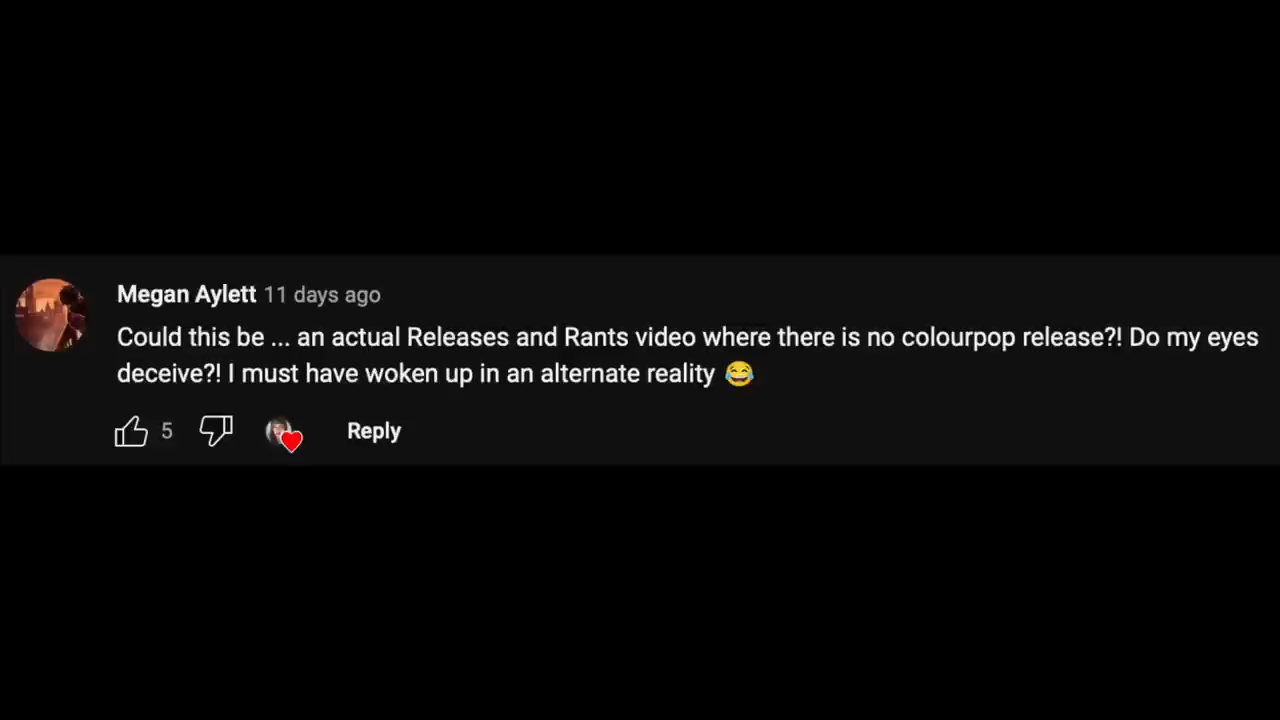 Megan Aylett 11 days ago
Could this be ... an actual Releases and Rants video where there is no colourpop release?! Do my eyes
deceive?! I must have woken up in an alternate reality 😂
5 Reply